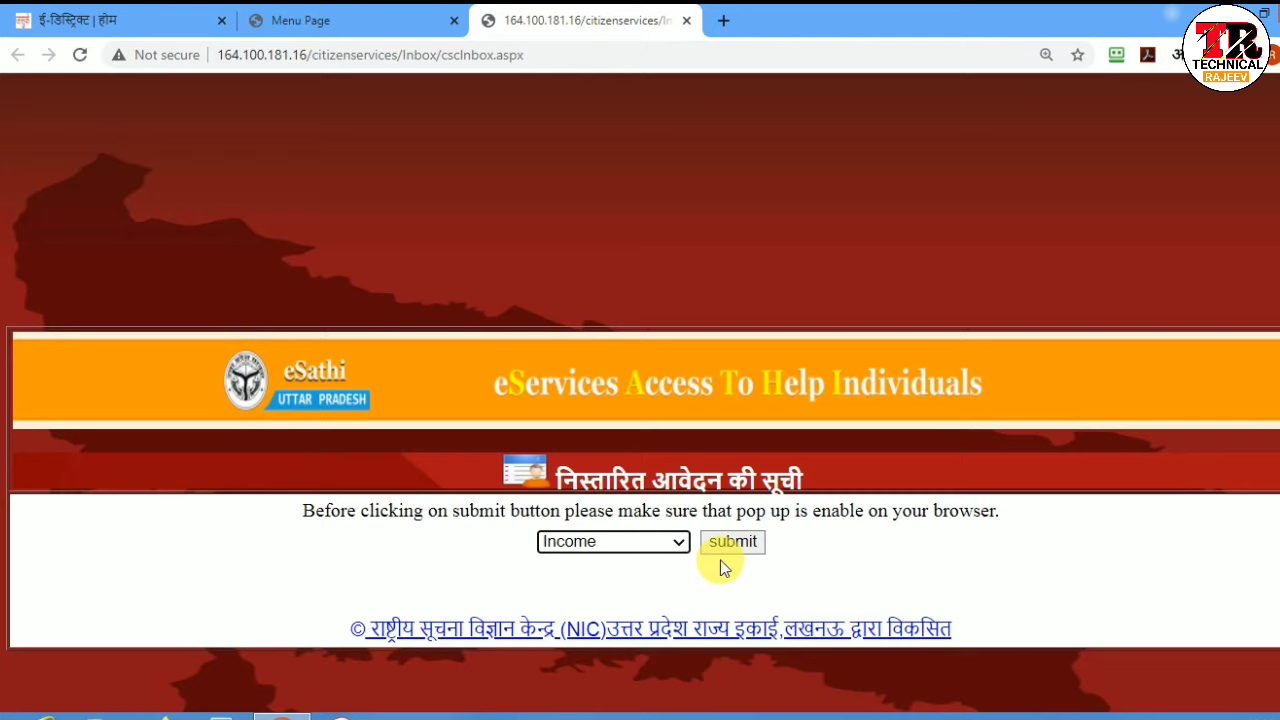 ई-डिस्ट्रिक्ट | होम
Menu Page
164.100.181.16/citizenservices/In
Not secure
164.100.181.16/citizenservices/Inbox/cscInbox.aspx
TR
TECHNICAL
RAJEEV
eSathi
UTTAR PRADESH
eServices Access To Help Individuals
निस्तारित आवेदन की सूची
Before clicking on submit button please make sure that pop up is enable on your browser.
Income
submit
© राष्ट्रीय सूचना विज्ञान केन्द्र (NIC)उत्तर प्रदेश राज्य इकाई,लखनऊ द्वारा विकसित